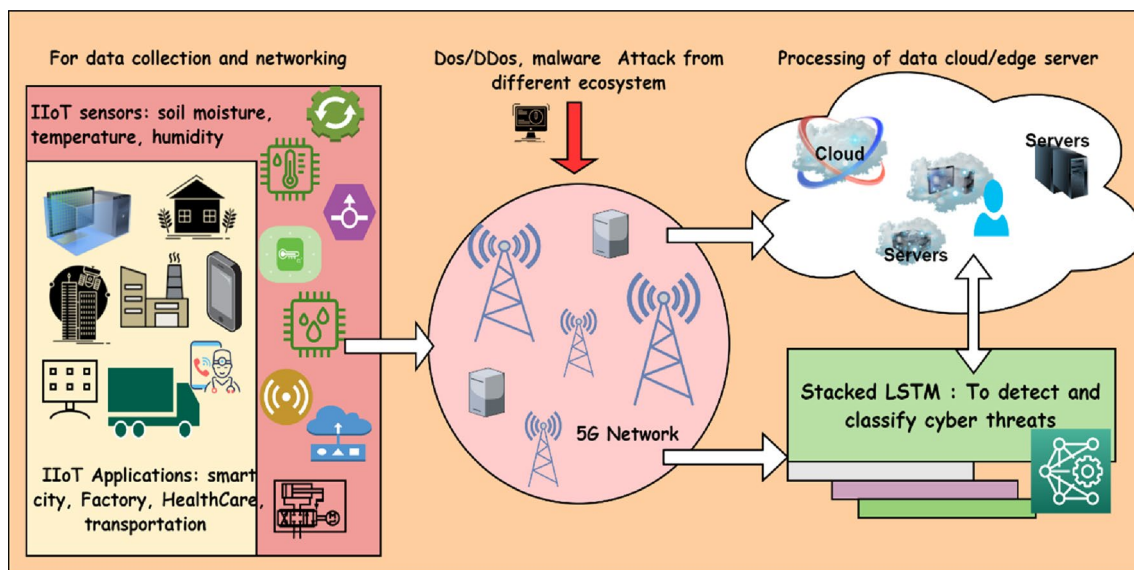 For data collection and networking
IIoT sensors: soil moisture,
temperature, humidity
IIoT Applications: smart
city, Factory, HealthCare,
transportation
Dos/DDos, malware Attack from
different ecosystem
5G Network
Processing of data cloud/edge server
Cloud
Servers
Servers
Stacked LSTM : To detect and
classify cyber threats